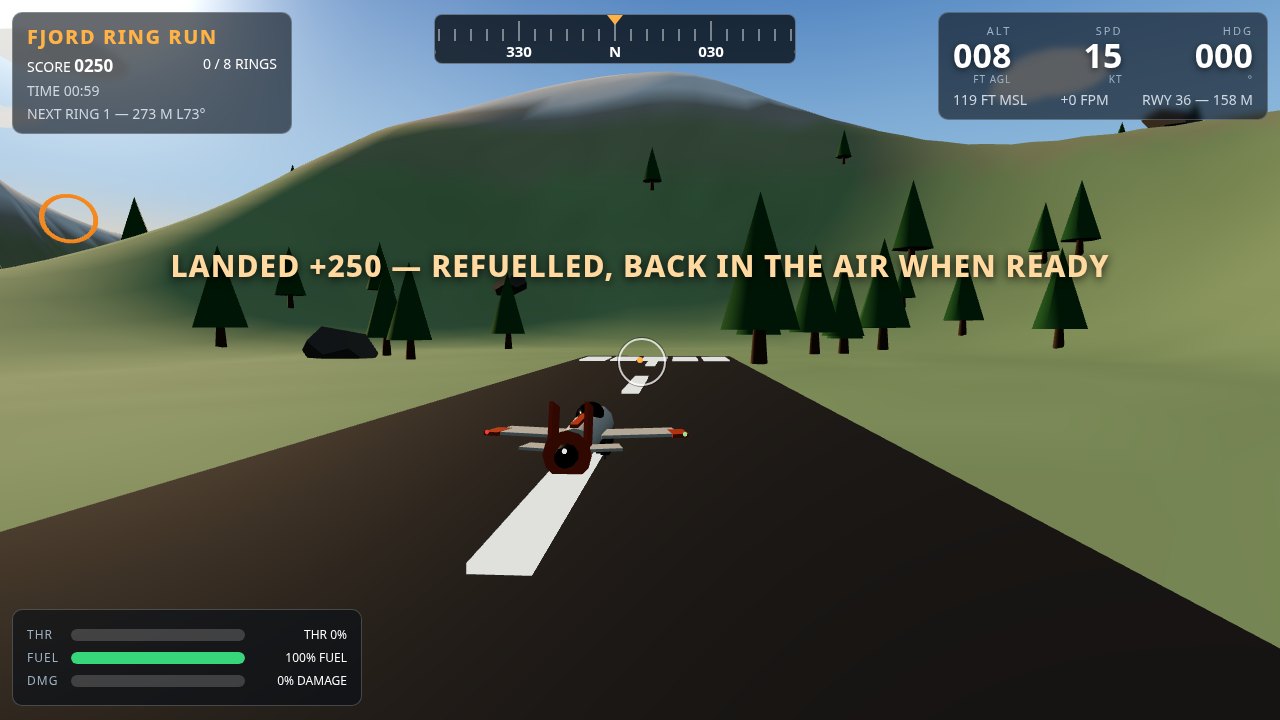 FJORD RING RUN
SCORE 0250 0 / 8 RINGS
TIME 00:59
NEXT RING 1 — 273 M L73°
330 N 030
ALT SPD HDG
008 15 000
FT AGL KT °
119 FT MSL +0 FPM RWY 36 — 158 M
LANDED +250 — REFUELLED, BACK IN THE AIR WHEN READY
THR THR 0%
FUEL 100% FUEL
DMG 0% DAMAGE